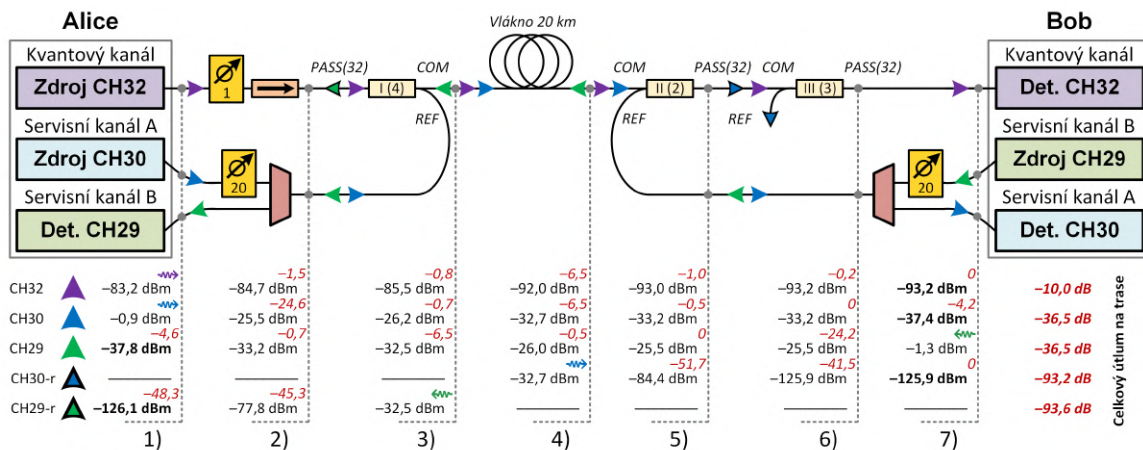 Alice
Bob
Vlákno 20 km
Kvantový kanál
Zdroj CH32
Servisní kanál A
Zdroj CH30
Servisní kanál B
Det. CH29
1
20
PASS(32)
I (4)
COM
REF
COM
II (2)
PASS(32)
REF
COM
III (3)
REF
PASS(32)
20
Kvantový kanál
Det. CH32
Servisní kanál B
Zdroj CH29
Servisní kanál A
Det. CH30
−1,5 −0,8 −6,5 −1,0 −0,2 0
CH32 −83,2 dBm −84,7 dBm −85,5 dBm −92,0 dBm −93,0 dBm −93,2 dBm −93,2 dBm −10,0 dB
−24,6 −0,7 −6,5 −0,5 0 −4,2
CH30 −0,9 dBm −25,5 dBm −26,2 dBm −32,7 dBm −33,2 dBm −33,2 dBm −37,4 dBm −36,5 dB
−4,6 −0,7 −6,5 −0,5 0 −24,2
CH29 −37,8 dBm −33,2 dBm −32,5 dBm −26,0 dBm −25,5 dBm −25,5 dBm −1,3 dBm −36,5 dB
−51,7 −41,5 0
CH30-r −32,7 dBm −84,4 dBm −125,9 dBm −125,9 dBm −93,2 dB
−48,3 −45,3
CH29-r −126,1 dBm −77,8 dBm −32,5 dBm −93,6 dB
Celkový útlum na trase
1) 2) 3) 4) 5) 6) 7)